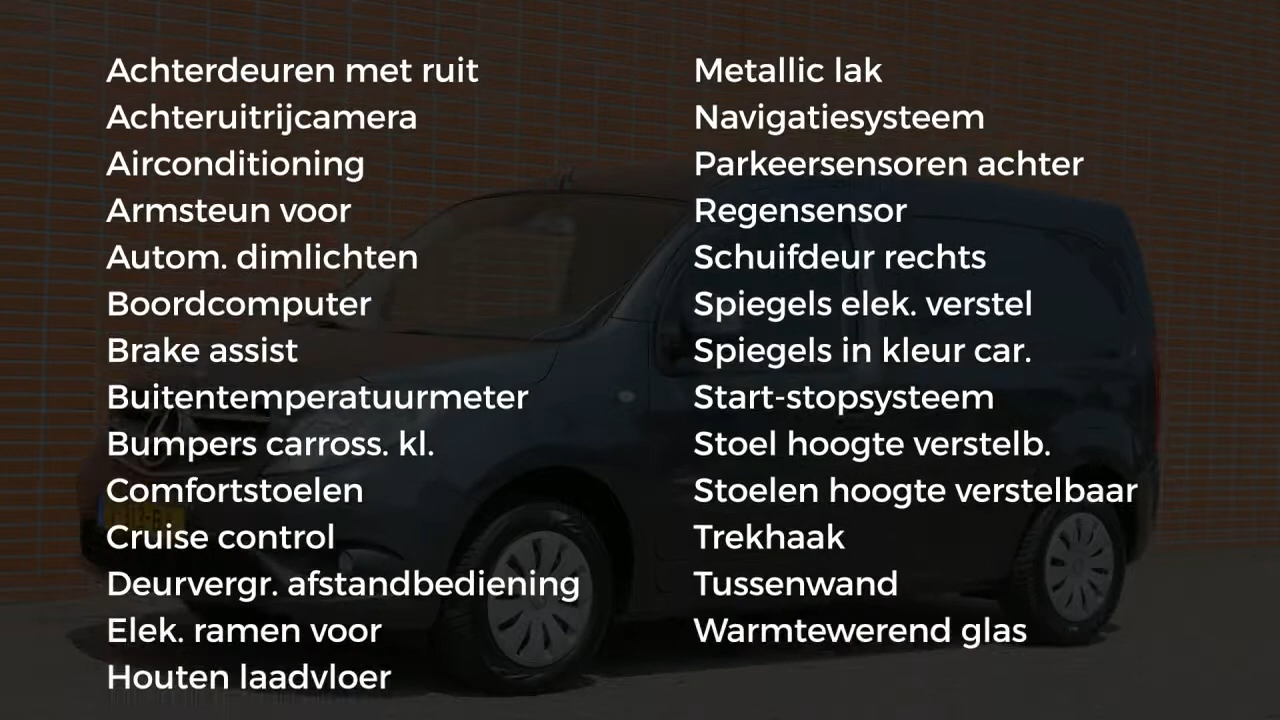 Achterdeuren met ruit
Achteruitrijcamera
Airconditioning
Armsteun voor
Autom. dimlichten
Boordcomputer
Brake assist
Buitentemperatuurmeter
Bumpers carross. kl.
Comfortstoelen
Cruise control
Deurvergr. afstandbediening
Elek. ramen voor
Houten laadvloer
Metallic lak
Navigatiesysteem
Parkeersensoren achter
Regensensor
Schuifdeur rechts
Spiegels elek. verstel
Spiegels in kleur car.
Start-stopsysteem
Stoel hoogte verstelb.
Stoelen hoogte verstelbaar
Trekhaak
Tussenwand
Warmtewerend glas